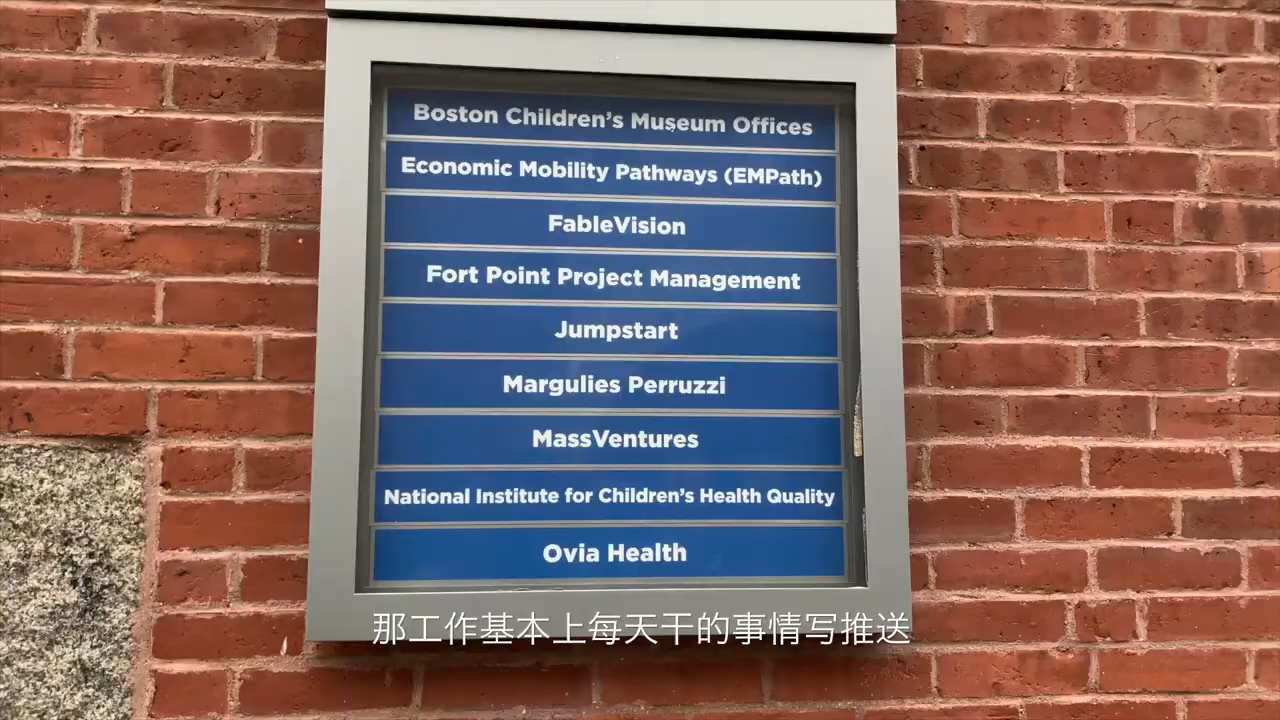 Boston Children's Museum Offices
Economic Mobility Pathways (EMPath)
FableVision
Fort Point Project Management
Jumpstart
Margulies Perruzzi
MassVentures
National Institute for Children's Health Quality
Ovia Health
那工作基本上每天干的事情写推送